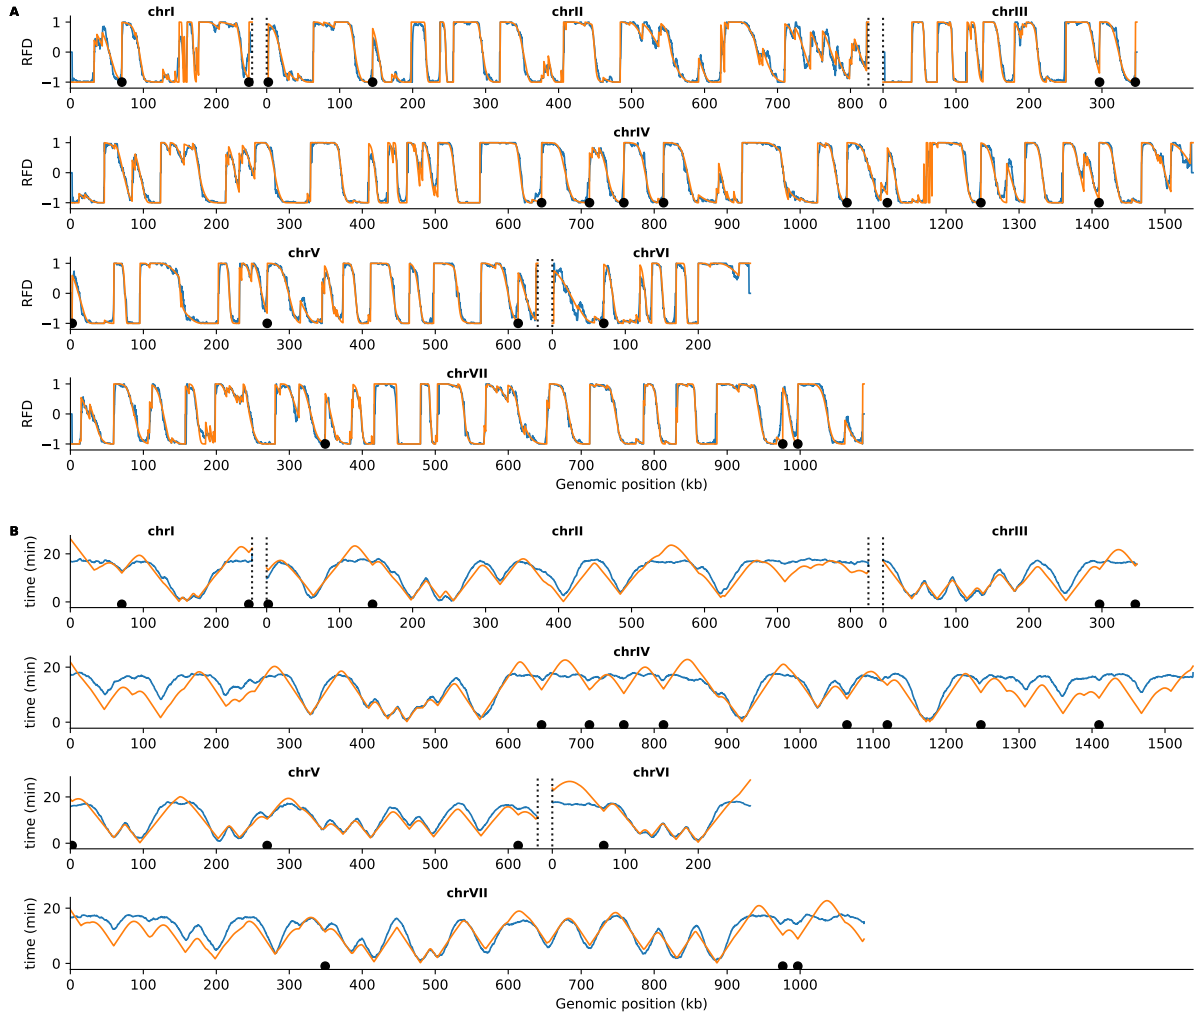 A
chrI chrII chrIII
RFD
1
0
−1
0 100 200 0 100 200 300 400 500 600 700 800 0 100 200 300
chrIV
RFD
1
0
−1
0 100 200 300 400 500 600 700 800 900 1000 1100 1200 1300 1400 1500
chrV chrVI
RFD
1
0
−1
0 100 200 300 400 500 600 0 100 200
chrVII
RFD
1
0
−1
0 100 200 300 400 500 600 700 800 900 1000
Genomic position (kb)
B
chrI chrII chrIII
time (min)
20
0
0 100 200 0 100 200 300 400 500 600 700 800 0 100 200 300
chrIV
time (min)
20
0
0 100 200 300 400 500 600 700 800 900 1000 1100 1200 1300 1400 1500
chrV chrVI
time (min)
20
0
0 100 200 300 400 500 600 0 100 200
chrVII
time (min)
20
0
0 100 200 300 400 500 600 700 800 900 1000
Genomic position (kb)